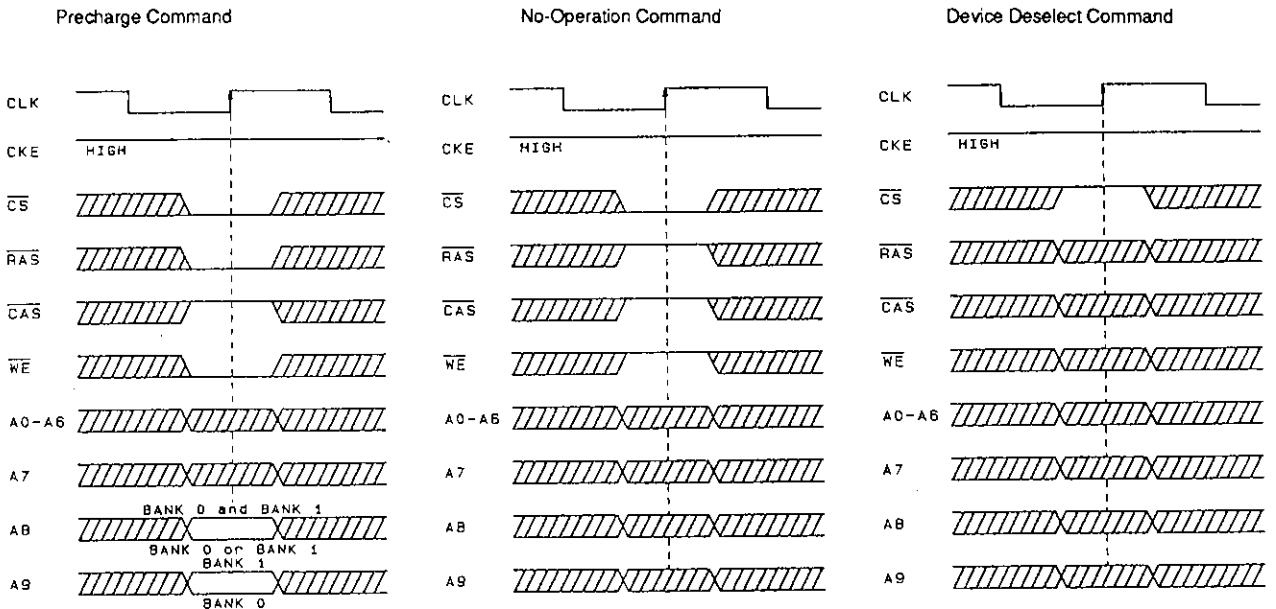 Precharge Command
CLK
CKE HIGH
CS
RAS
CAS
WE
A0-A6
A7
BANK 0 and BANK 1
A8
BANK 0 or BANK 1
BANK 1
A9
BANK 0
No-Operation Command
CLK
CKE HIGH
CS
RAS
CAS
WE
A0-A6
A7
A8
A9
Device Deselect Command
CLK
CKE HIGH
CS
RAS
CAS
WE
A0-A6
A7
A8
A9